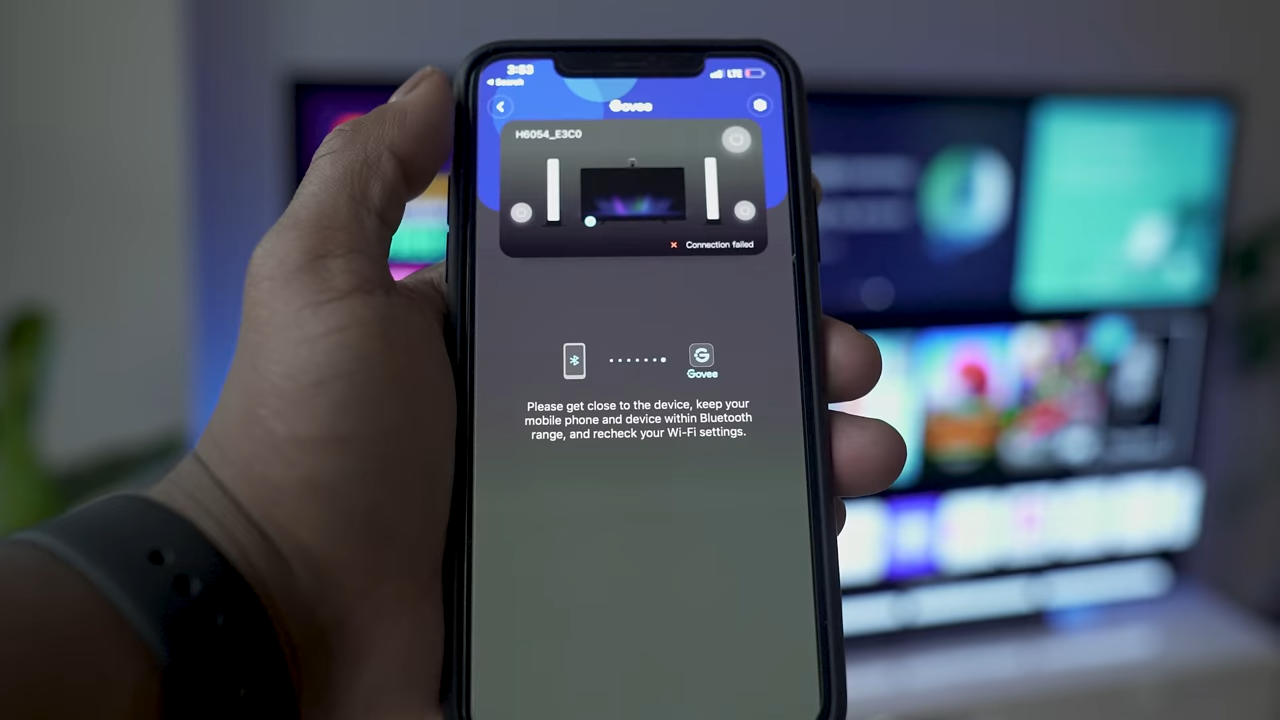 3:53
LTE
◀ Search
Govee
H6054_E3C0
× Connection failed
Govee
Please get close to the device, keep your
mobile phone and device within Bluetooth
range, and recheck your Wi-Fi settings.